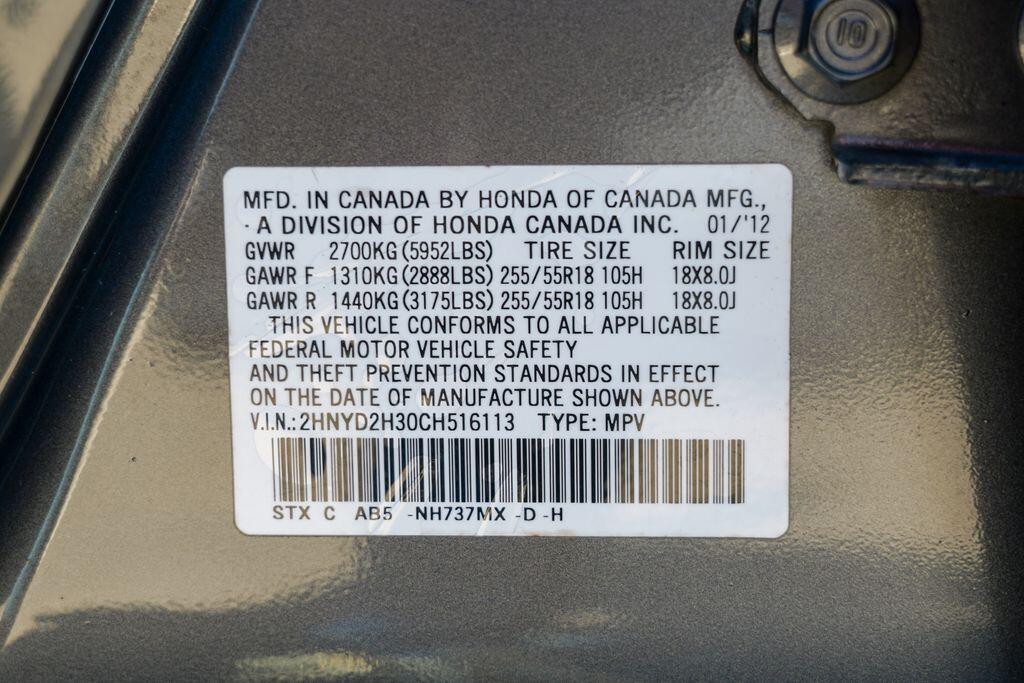 10
MFD. IN CANADA BY HONDA OF CANADA MFG.,
· A DIVISION OF HONDA CANADA INC. 01/'12
GVWR 2700KG(5952LBS) TIRE SIZE RIM SIZE
GAWR F 1310KG(2888LBS) 255/55R18 105H 18X8.0J
GAWR R 1440KG(3175LBS) 255/55R18 105H 18X8.0J
THIS VEHICLE CONFORMS TO ALL APPLICABLE
FEDERAL MOTOR VEHICLE SAFETY
AND THEFT PREVENTION STANDARDS IN EFFECT
ON THE DATE OF MANUFACTURE SHOWN ABOVE.
V.I.N.: 2HNYD2H30CH516113 TYPE: MPV
STX C AB5 -NH737MX -D -H